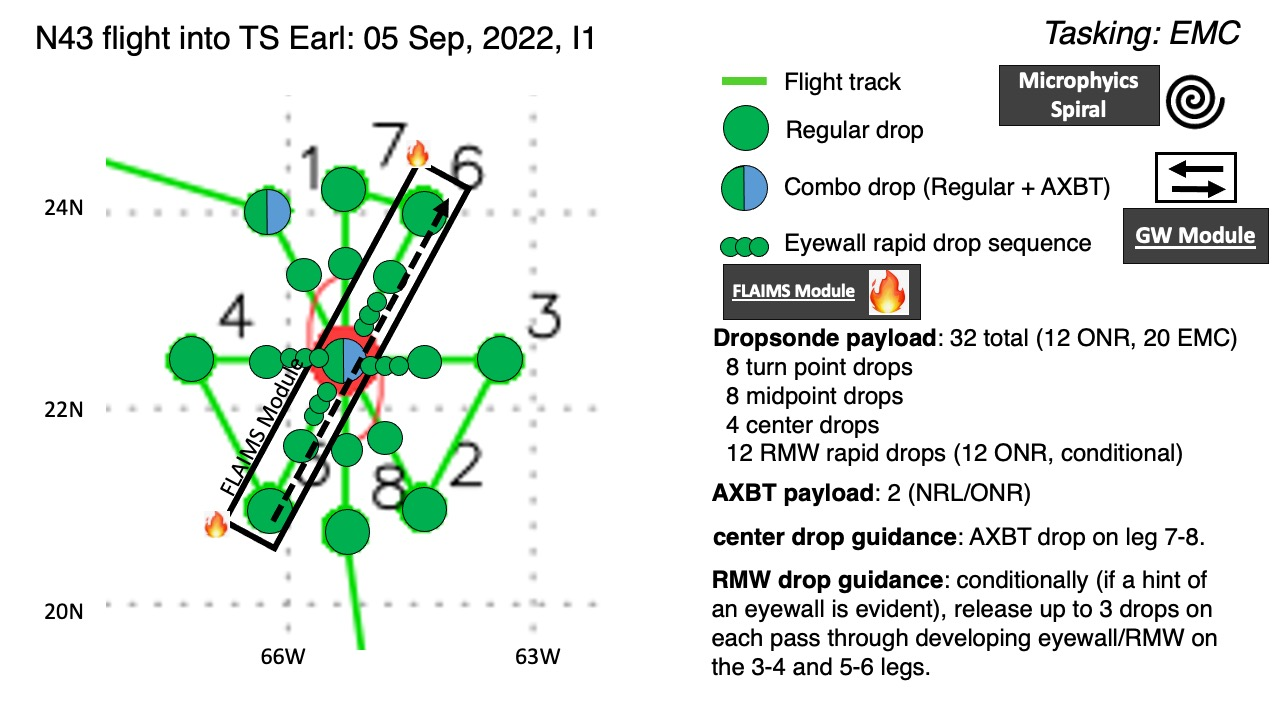 N43 flight into TS Earl: 05 Sep, 2022, I1
Tasking: EMC
Flight track
Microphyics
Spiral
Regular drop
Combo drop (Regular + AXBT)
Eyewall rapid drop sequence
GW Module
FLAIMS Module
24N
22N
20N
66W
63W
1
7
6
4
3
5
8
2
FLAIMS Module
Dropsonde payload: 32 total (12 ONR, 20 EMC)
8 turn point drops
8 midpoint drops
4 center drops
12 RMW rapid drops (12 ONR, conditional)
AXBT payload: 2 (NRL/ONR)
center drop guidance: AXBT drop on leg 7-8.
RMW drop guidance: conditionally (if a hint of
an eyewall is evident), release up to 3 drops on
each pass through developing eyewall/RMW on
the 3-4 and 5-6 legs.